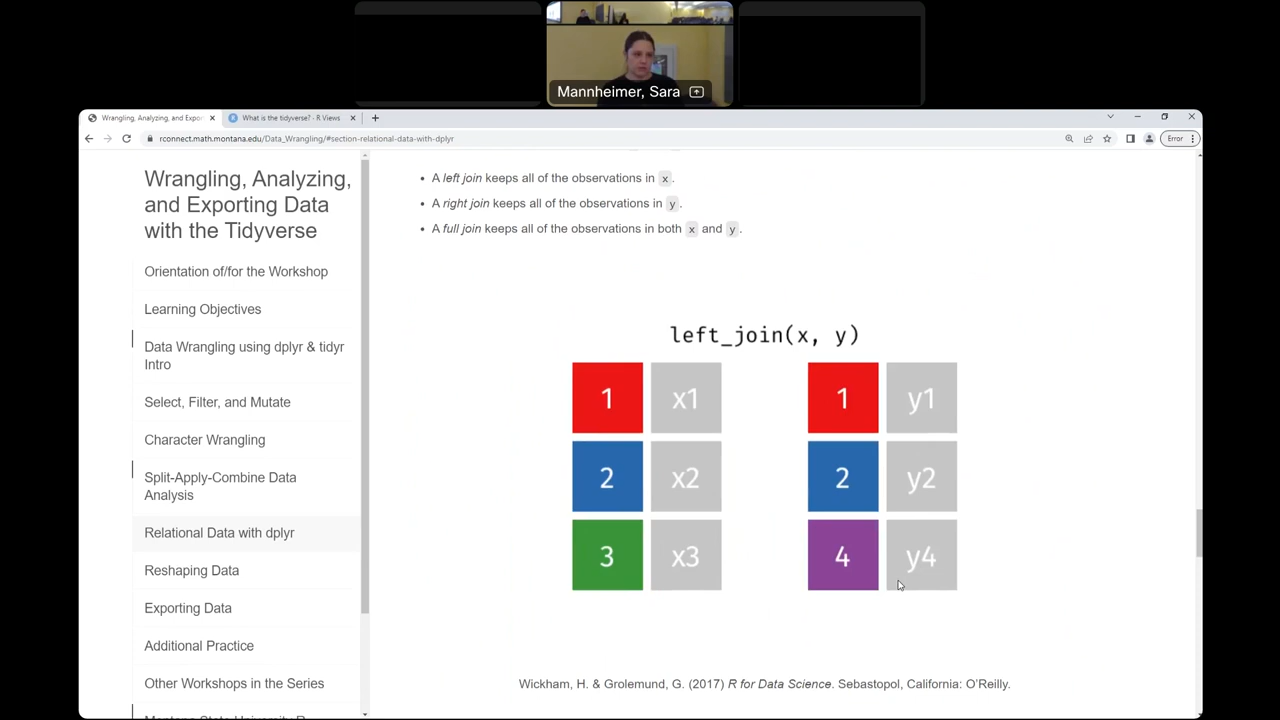 Mannheimer, Sara
Wrangling, Analyzing, and Expor
What is the tidyverse? - R Views
rconnect.math.montana.edu/Data_Wrangling/#section-relational-data-with-dplyr
Error
Wrangling, Analyzing,
and Exporting Data
with the Tidyverse
Orientation of/for the Workshop
Learning Objectives
Data Wrangling using dplyr & tidyr
Intro
Select, Filter, and Mutate
Character Wrangling
Split-Apply-Combine Data
Analysis
Relational Data with dplyr
Reshaping Data
Exporting Data
Additional Practice
Other Workshops in the Series
Montana State University R
• A left join keeps all of the observations in x.
• A right join keeps all of the observations in y.
• A full join keeps all of the observations in both x and y.
left_join(x, y)
1 x1 1 y1
2 x2 2 y2
3 x3 4 y4
Wickham, H. & Grolemund, G. (2017) R for Data Science. Sebastopol, California: O'Reilly.